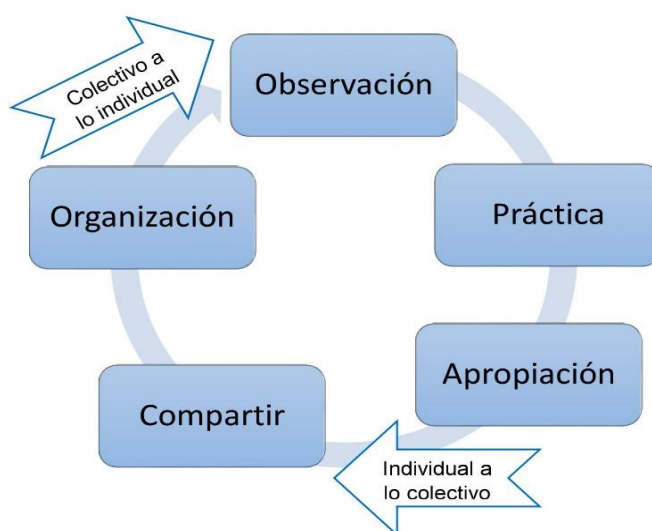 Colectivo a
lo individual
Observación
Práctica
Apropiación
Individual a
lo colectivo
Compartir
Organización